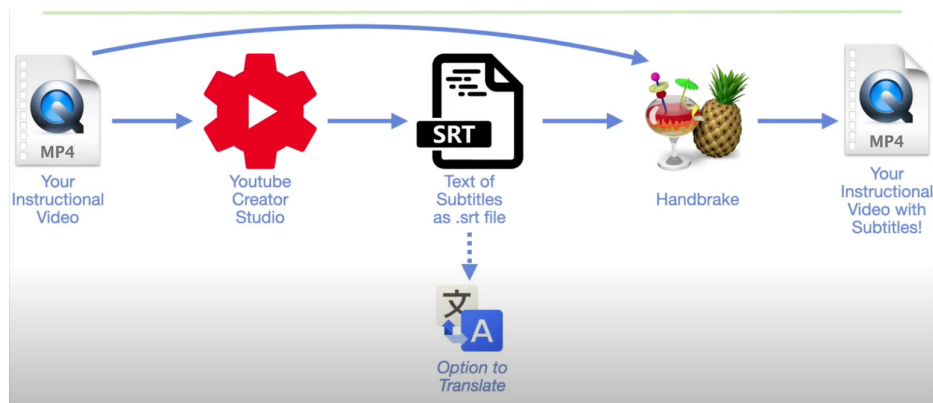 MP4
Your
Instructional
Video
Youtube
Creator
Studio
SRT
Text of
Subtitles
as .srt file
Handbrake
MP4
Your
Instructional
Video with
Subtitles!
文
A
Option to
Translate